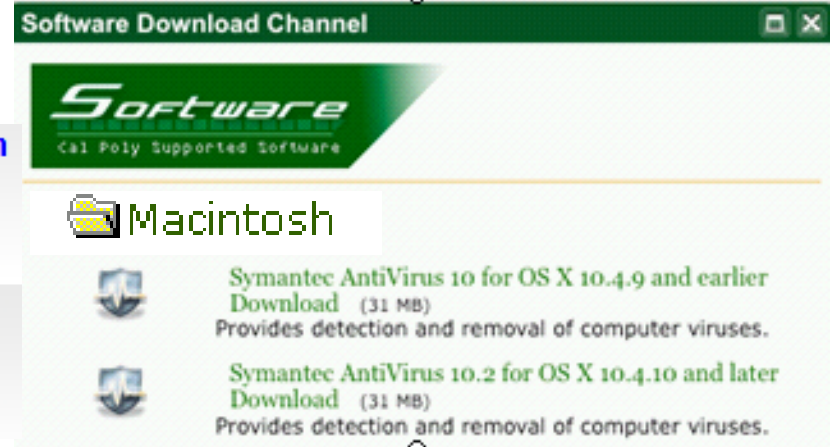 Software Download Channel
Software
Cal Poly Supported Software
Macintosh
Symantec AntiVirus 10 for OS X 10.4.9 and earlier
Download (31 MB)
Provides detection and removal of computer viruses.
Symantec AntiVirus 10.2 for OS X 10.4.10 and later
Download (31 MB)
Provides detection and removal of computer viruses.